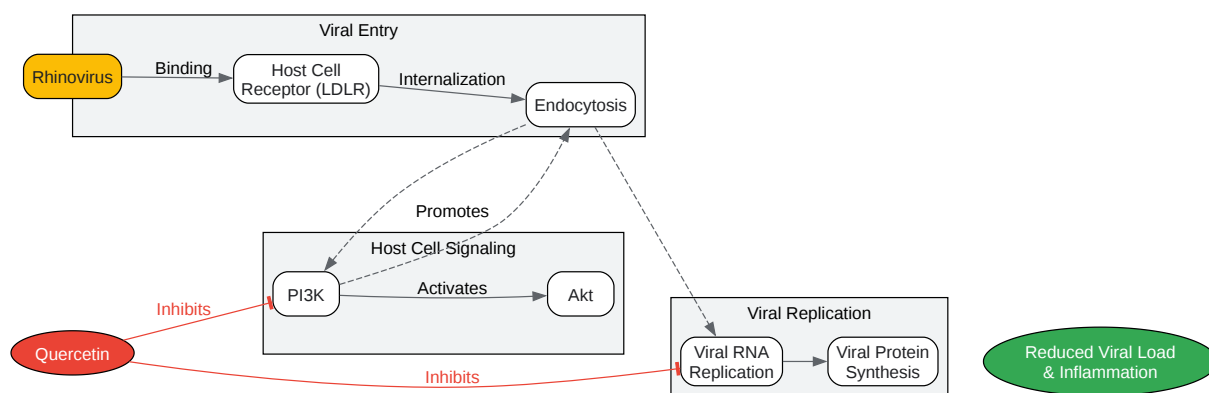 Viral Entry
Rhinovirus
Binding
Host Cell
Receptor (LDLR)
Internalization
Endocytosis
Promotes
Host Cell Signaling
PI3K
Activates
Akt
Inhibits
Quercetin
Inhibits
Viral Replication
Viral RNA
Replication
Viral Protein
Synthesis
Reduced Viral Load
& Inflammation